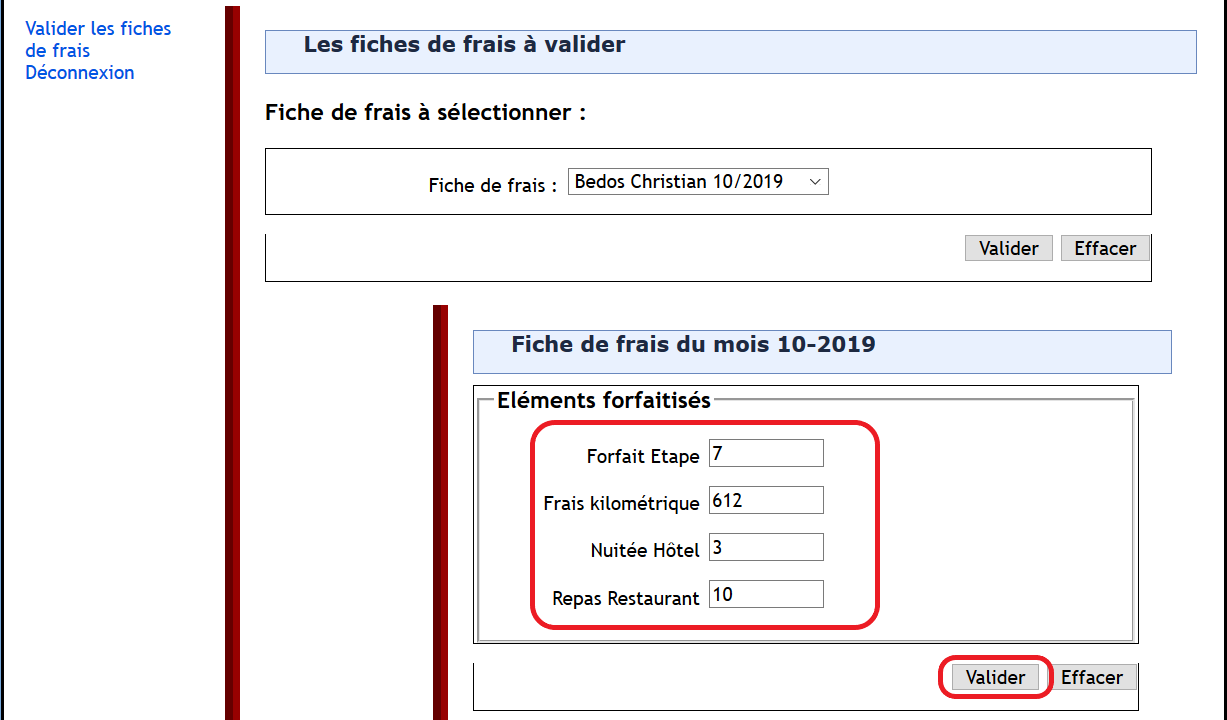 Valider les fiches
de frais
Déconnexion
Les fiches de frais à valider
Fiche de frais à sélectionner :
Fiche de frais : Bedos Christian 10/2019
Valider Effacer
Fiche de frais du mois 10-2019
Eléments forfaitisés
Forfait Etape 7
Frais kilométrique 612
Nuitée Hôtel 3
Repas Restaurant 10
Valider Effacer